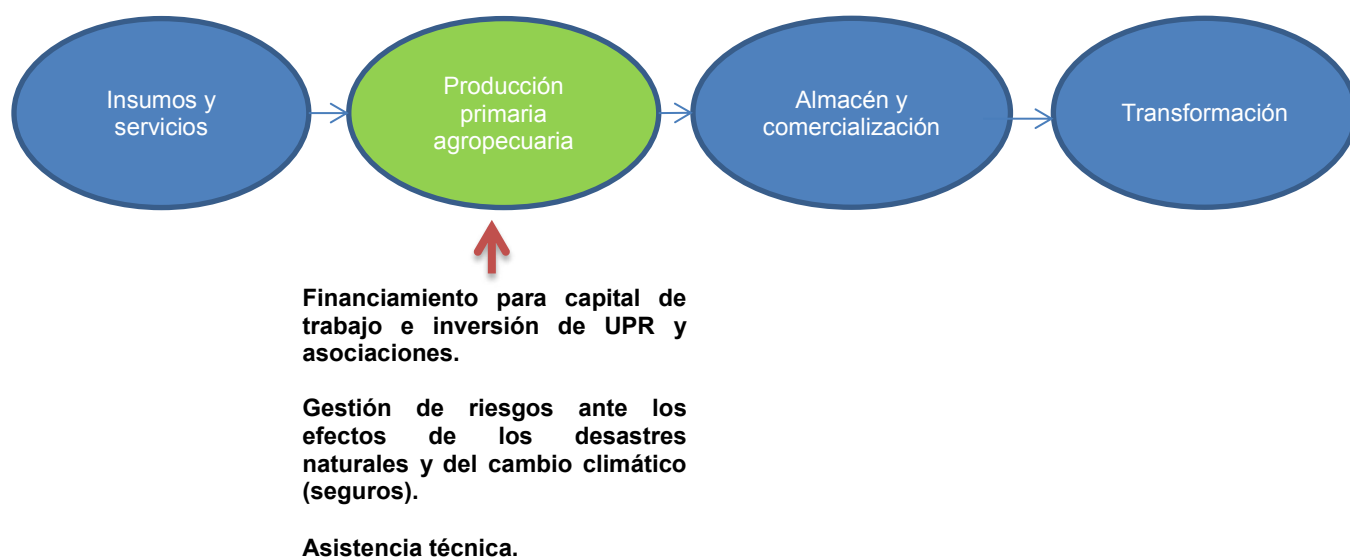 Insumos y
servicios
Producción
primaria
agropecuaria
Almacén y
comercialización
Transformación
Financiamiento para capital de
trabajo e inversión de UPR y
asociaciones.
Gestión de riesgos ante los
efectos de los desastres
naturales y del cambio climático
(seguros).
Asistencia técnica.